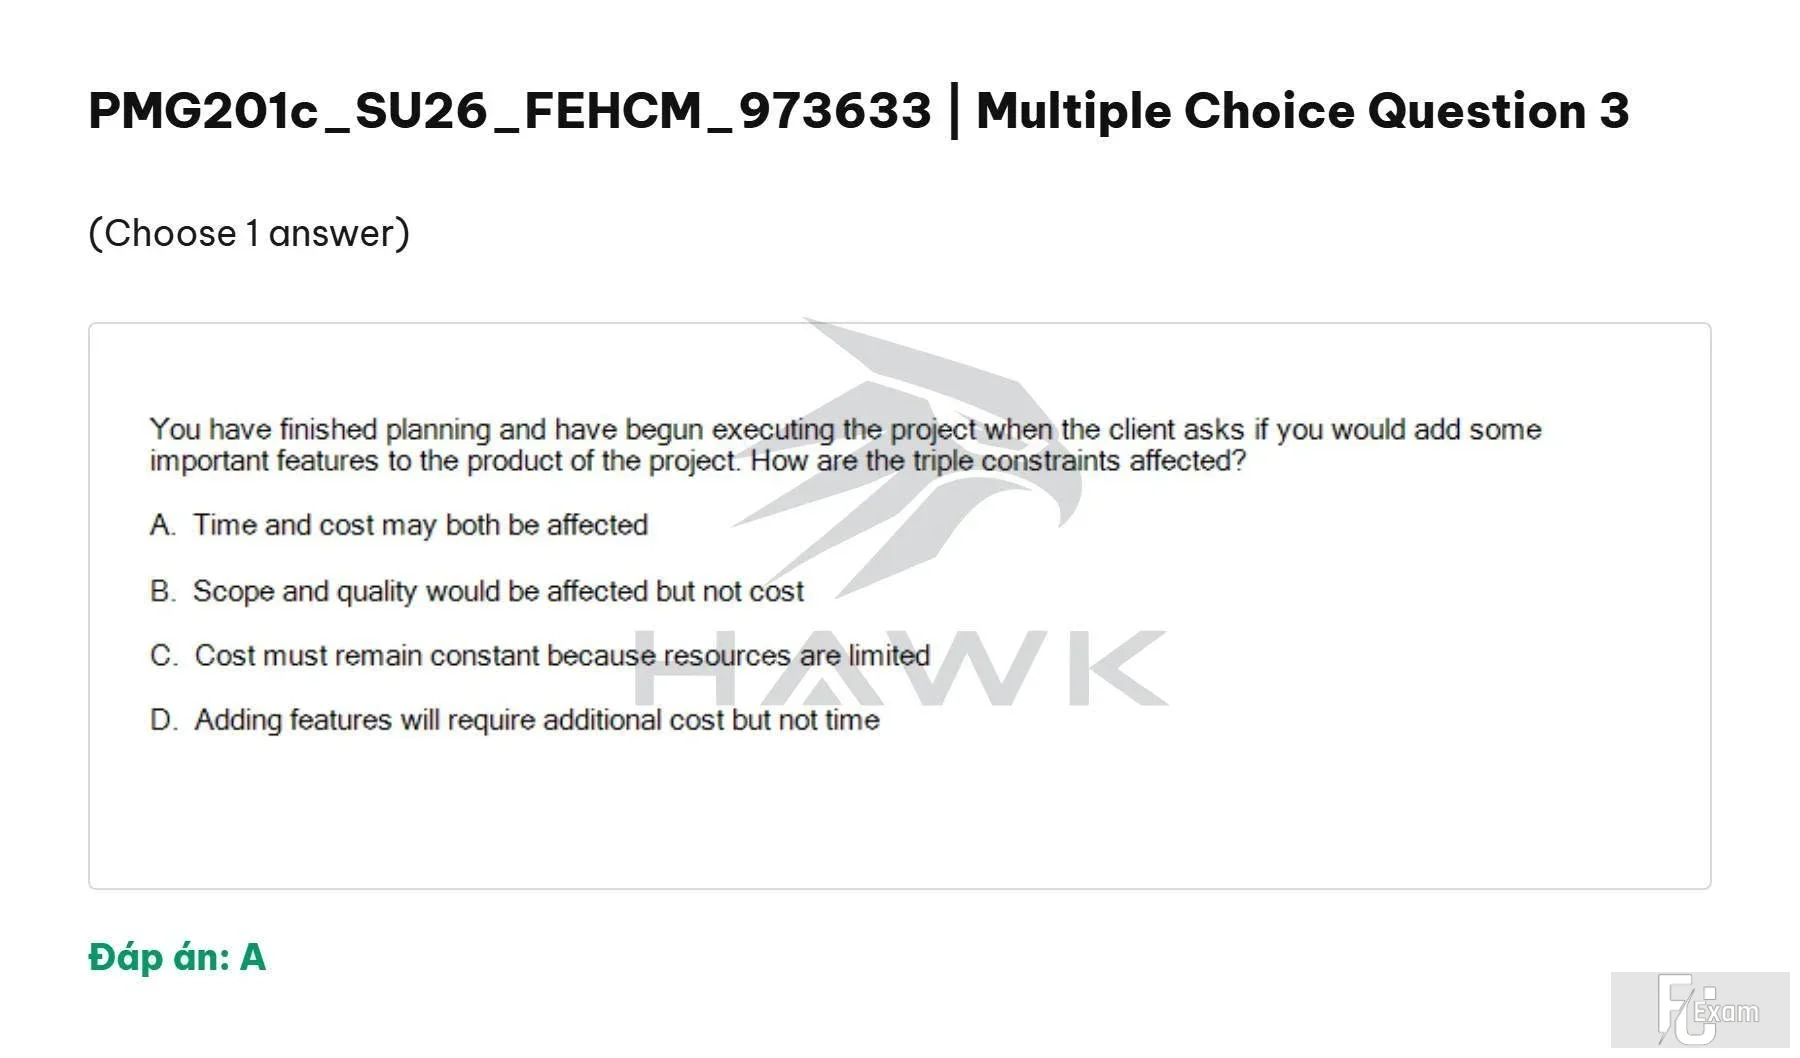 PMG201c_SU26_FEHCM_973633 | Multiple Choice Question 3
(Choose 1 answer)
You have finished planning and have begun executing the project when the client asks if you would add some
important features to the product of the project. How are the triple constraints affected?
A. Time and cost may both be affected
B. Scope and quality would be affected but not cost
C. Cost must remain constant because resources are limited
D. Adding features will require additional cost but not time
HAWK
Đáp án: A
FU Exam